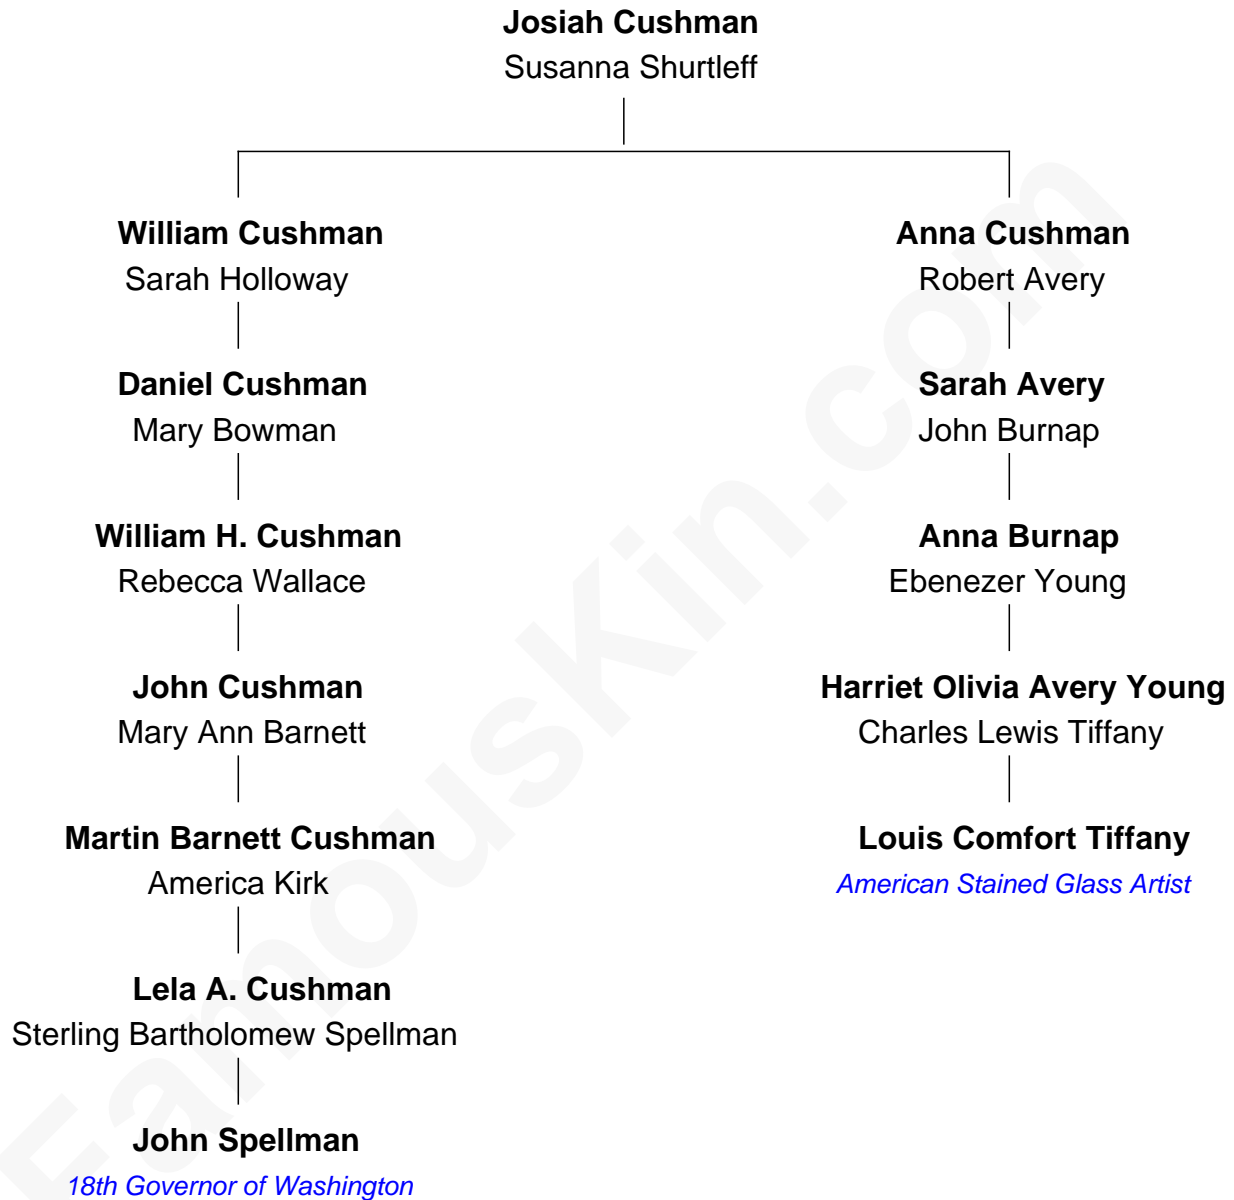 Josiah Cushman
Susanna Shurtleff
William Cushman
Sarah Holloway
Anna Cushman
Robert Avery
Daniel Cushman
Mary Bowman
Sarah Avery
John Burnap
William H. Cushman
Rebecca Wallace
Anna Burnap
Ebenezer Young
John Cushman
Mary Ann Barnett
Harriet Olivia Avery Young
Charles Lewis Tiffany
Martin Barnett Cushman
America Kirk
Louis Comfort Tiffany
American Stained Glass Artist
Lela A. Cushman
Sterling Bartholomew Spellman
John Spellman
18th Governor of Washington
FamousKin.com